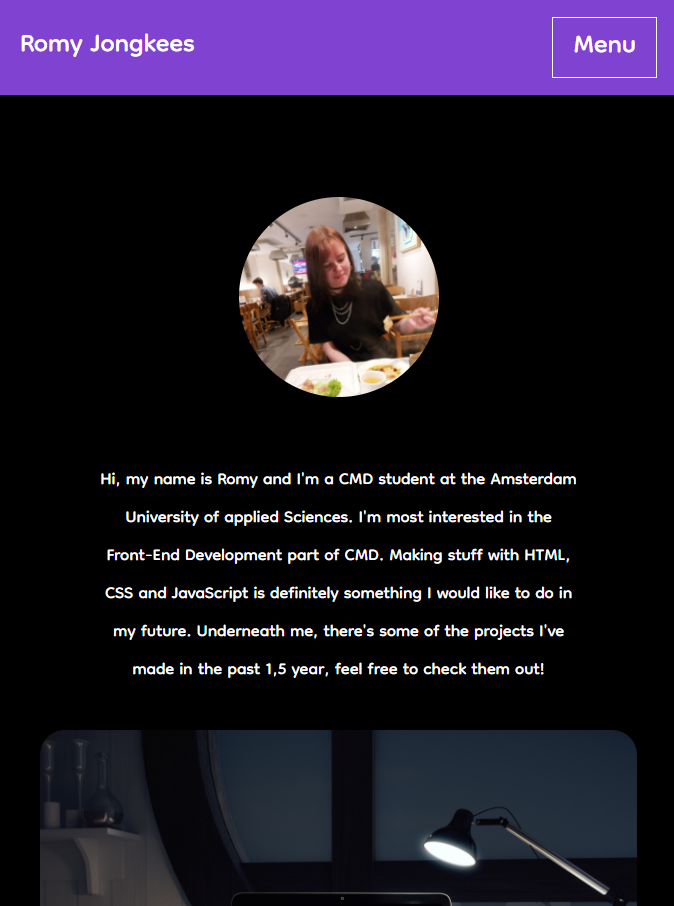 Romy Jongkees
Menu
Hi, my name is Romy and I'm a CMD student at the Amsterdam
University of applied Sciences. I'm most interested in the
Front-End Development part of CMD. Making stuff with HTML,
CSS and JavaScript is definitely something I would like to do in
my future. Underneath me, there's some of the projects I've
made in the past 1,5 year, feel free to check them out!